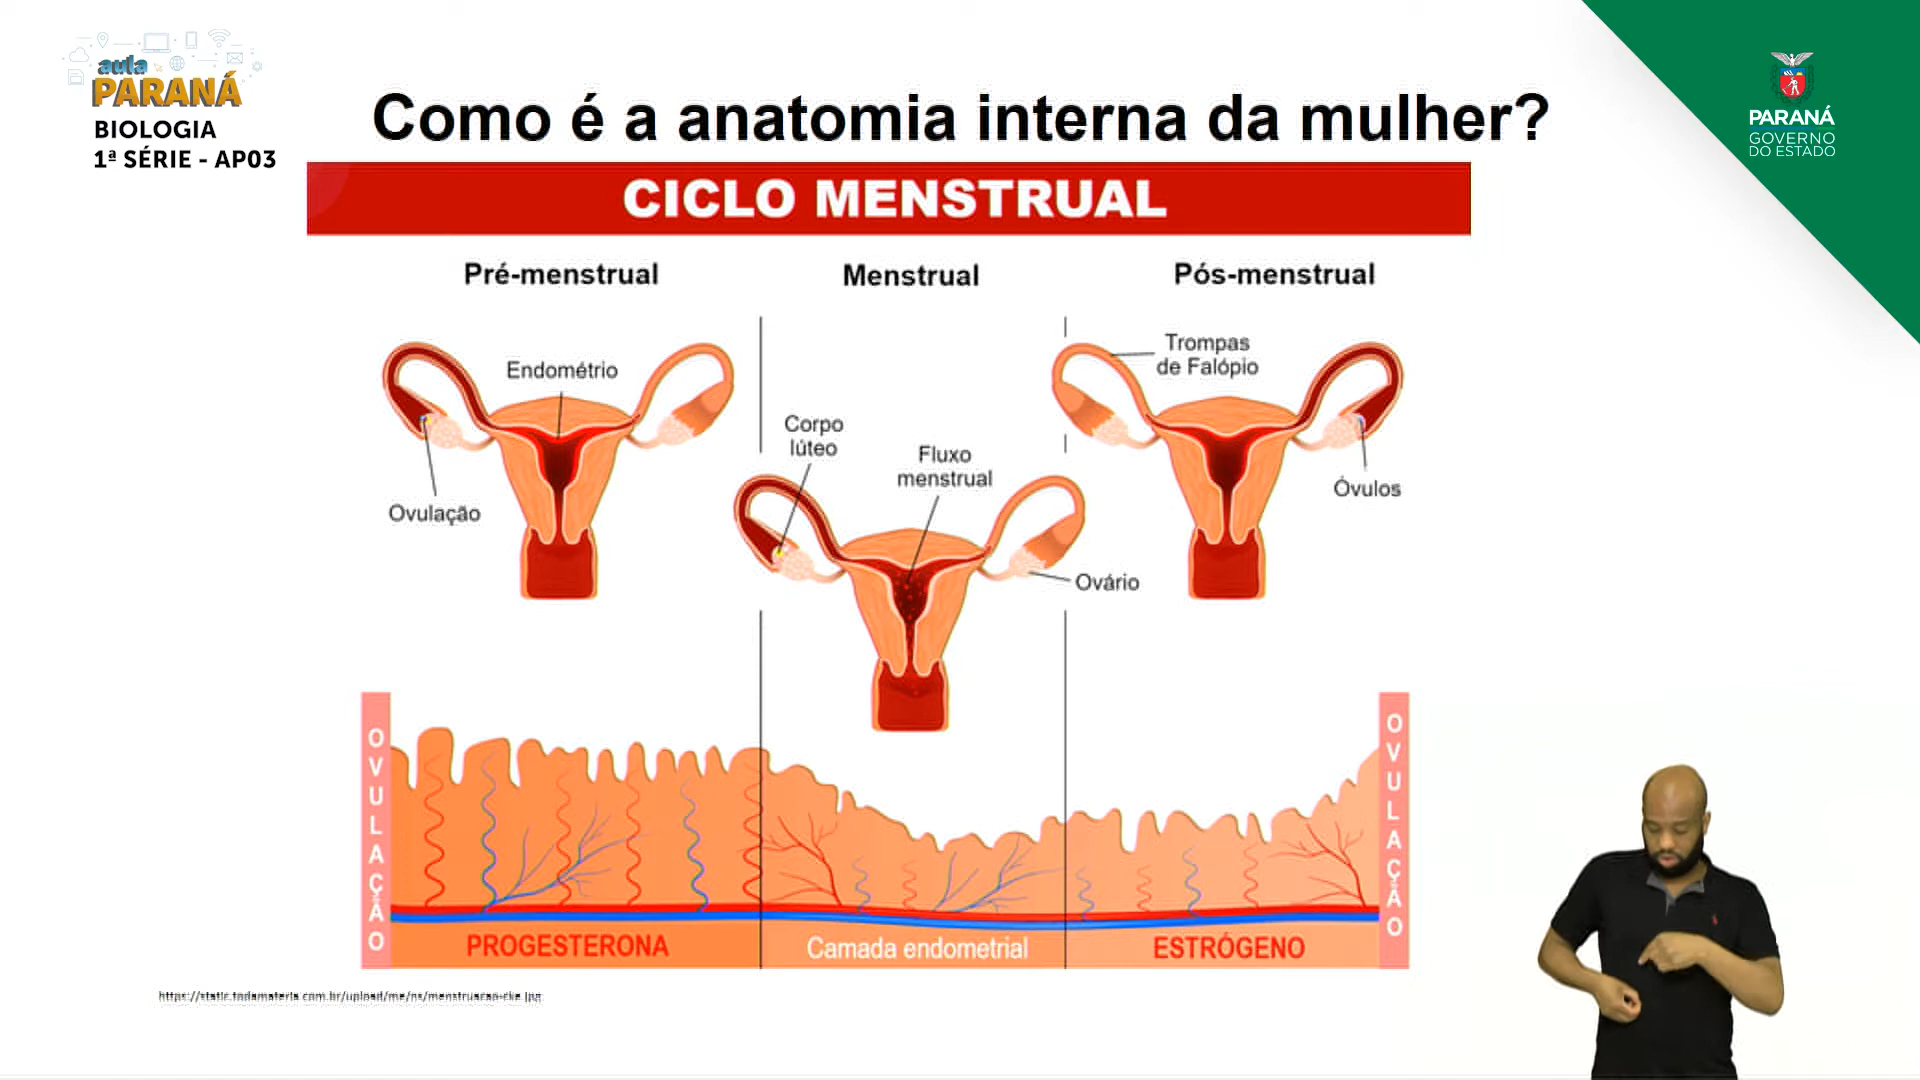 aula
PARANÁ
BIOLOGIA
1ª SÉRIE - AP03
Como é a anatomia interna da mulher?
PARANÁ
GOVERNO
DO ESTADO
CICLO MENSTRUAL
Pré-menstrual
Menstrual
Pós-menstrual
Endométrio
Ovulação
Corpo
lúteo
Fluxo
menstrual
Ovário
Trompas
de Falópio
Óvulos
OVULAÇÃO
PROGESTERONA
Camada endometrial
ESTRÓGENO
OVULAÇÃO